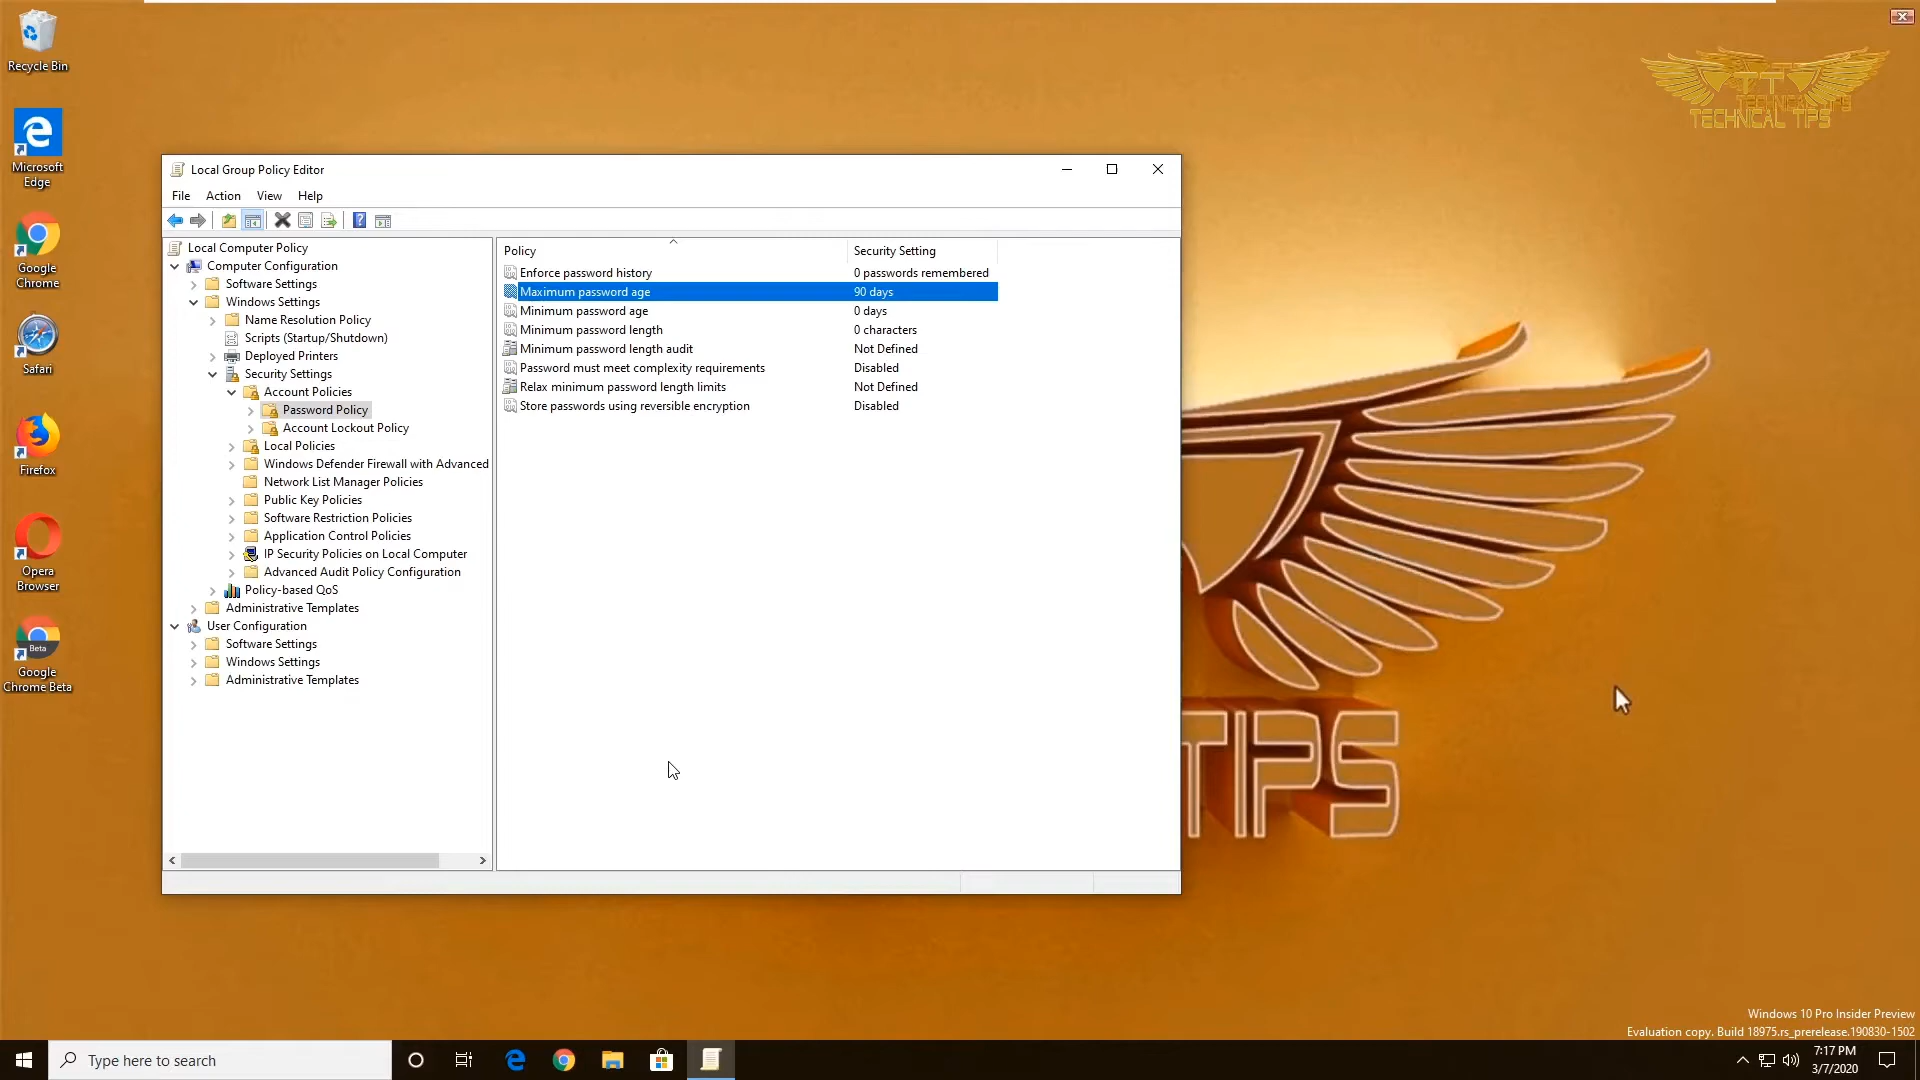 Recycle Bin
Microsoft
Edge
Google
Chrome
Safari
Firefox
Opera
Browser
Beta
Google
Chrome Beta
TECHNICAL TIPS
Local Group Policy Editor
File Action View Help
Local Computer Policy
Computer Configuration
Software Settings
Windows Settings
Name Resolution Policy
Scripts (Startup/Shutdown)
Deployed Printers
Security Settings
Account Policies
Password Policy
Account Lockout Policy
Local Policies
Windows Defender Firewall with Advanced
Network List Manager Policies
Public Key Policies
Software Restriction Policies
Application Control Policies
IP Security Policies on Local Computer
Advanced Audit Policy Configuration
Policy-based QoS
Administrative Templates
User Configuration
Software Settings
Windows Settings
Administrative Templates
Policy Security Setting
Enforce password history 0 passwords remembered
Maximum password age 90 days
Minimum password age 0 days
Minimum password length 0 characters
Minimum password length audit Not Defined
Password must meet complexity requirements Disabled
Relax minimum password length limits Not Defined
Store passwords using reversible encryption Disabled
TIPS
Windows 10 Pro Insider Preview
Evaluation copy. Build 18975.rs_prerelease.190830-1502
Type here to search
7:17 PM
3/7/2020